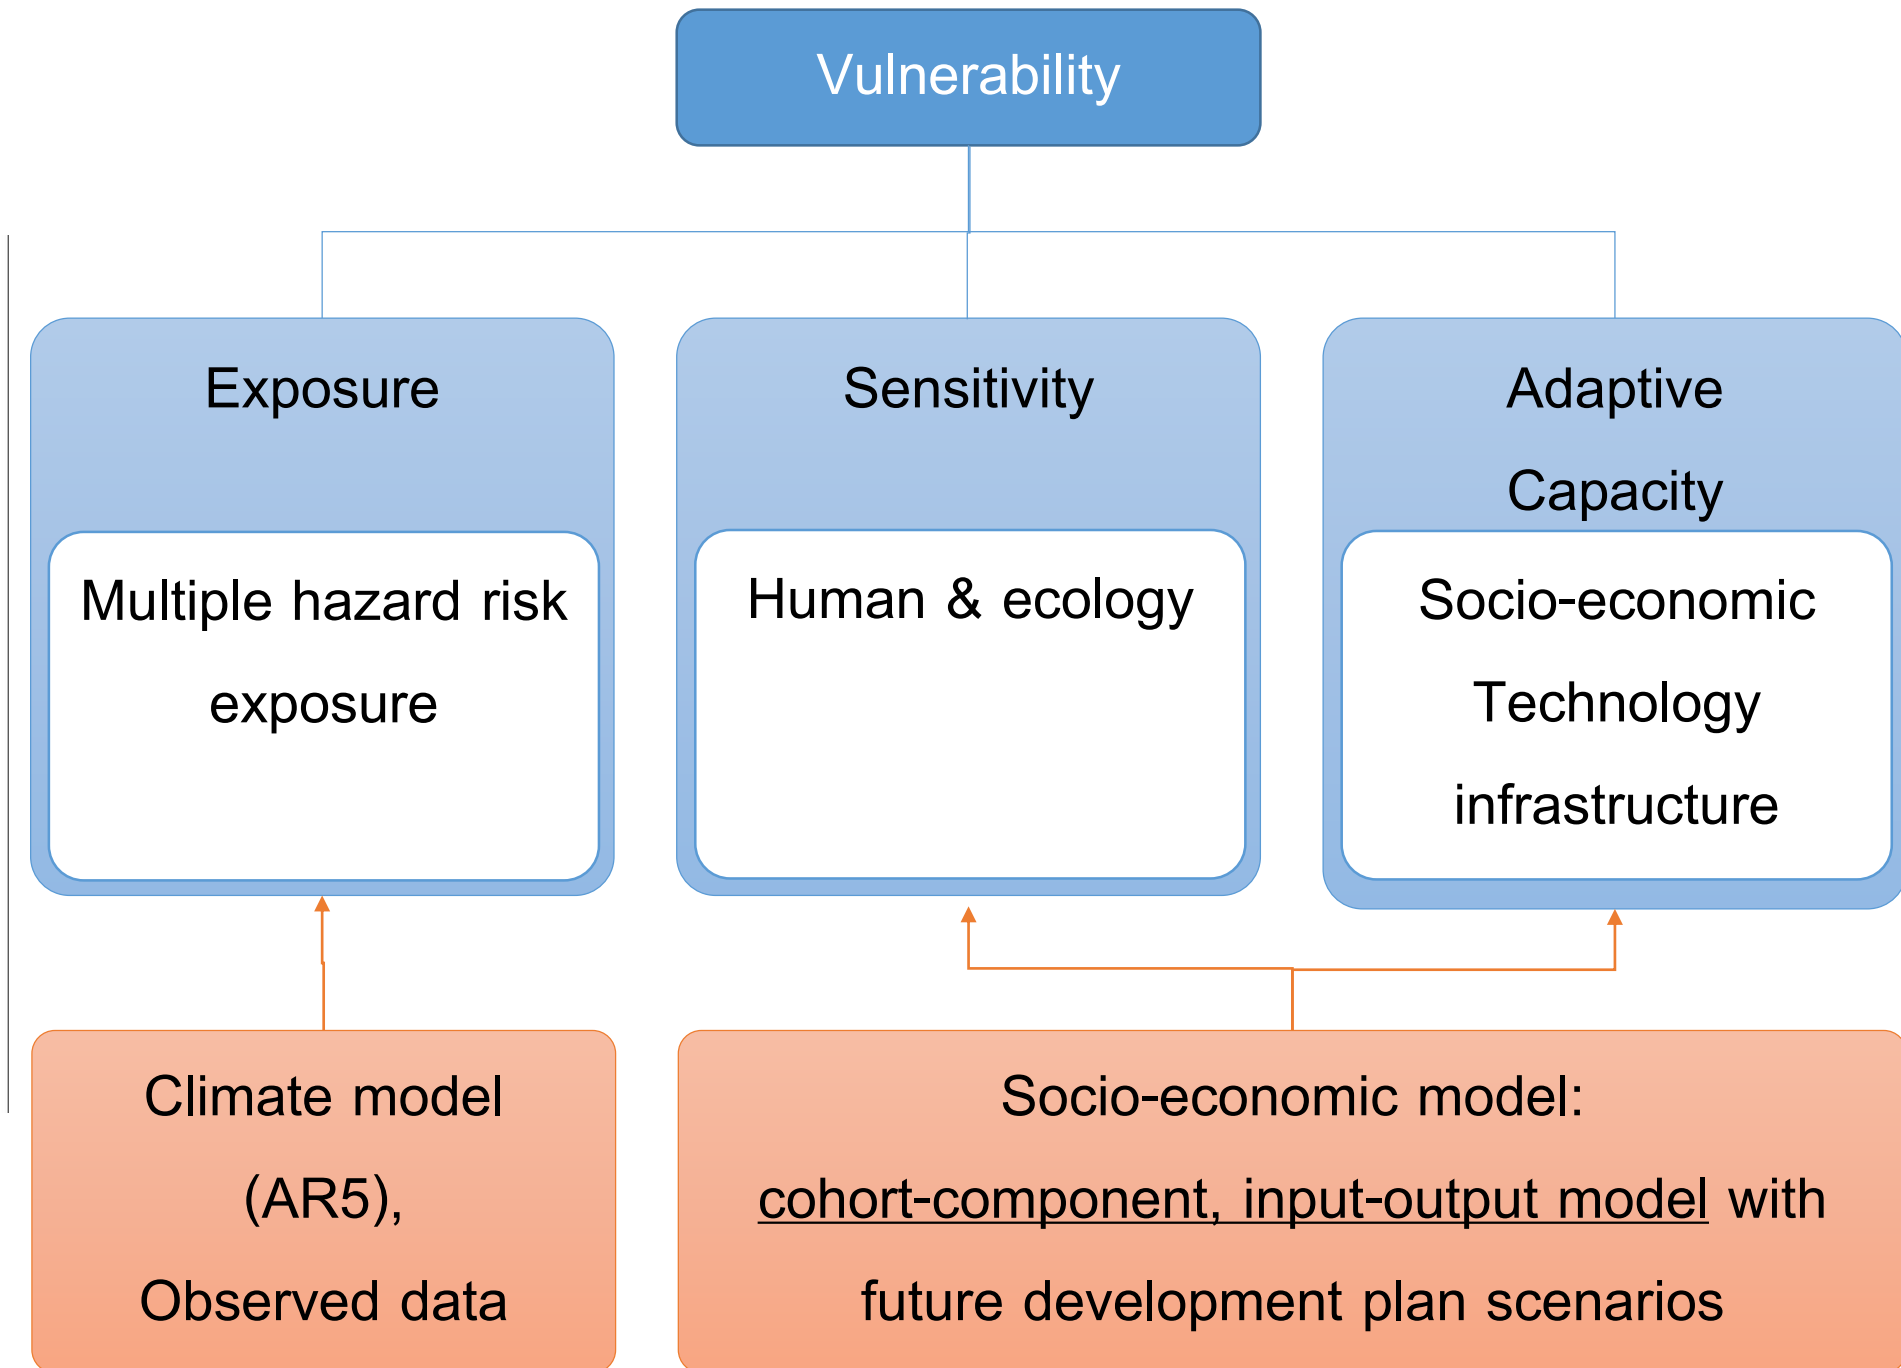 Vulnerability
Exposure
Sensitivity
Adaptive
Capacity
Multiple hazard risk
exposure
Human & ecology
Socio-economic
Technology
infrastructure
Climate model
(AR5),
Observed data
Socio-economic model:
cohort-component, input-output model with
future development plan scenarios